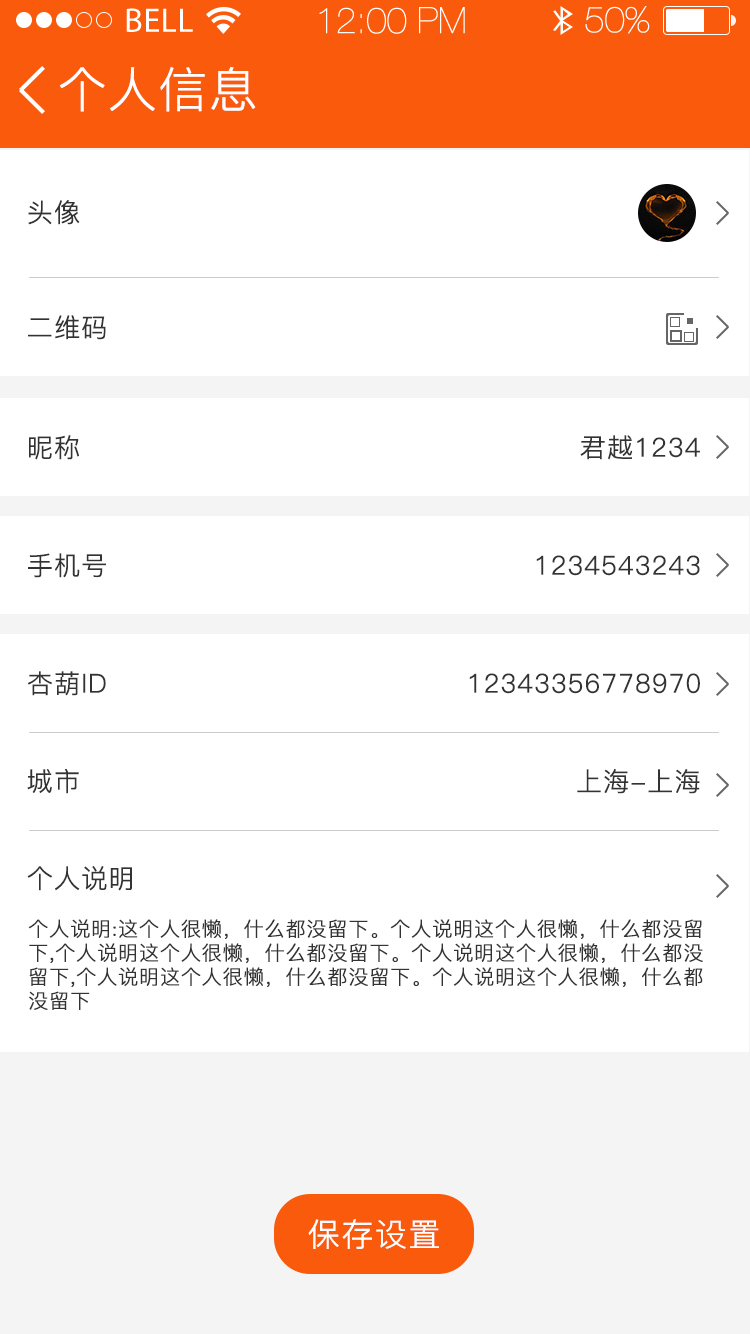 BELL 12:00 PM 50%
个人信息
头像
二维码
昵称 君越1234
手机号 1234543243
杏葫ID 12343356778970
城市 上海-上海
个人说明
个人说明:这个人很懒，什么都没留下。个人说明这个人很懒，什么都没留
下,个人说明这个人很懒，什么都没留下。个人说明这个人很懒，什么都没
留下,个人说明这个人很懒，什么都没留下。个人说明这个人很懒，什么都
没留下
保存设置